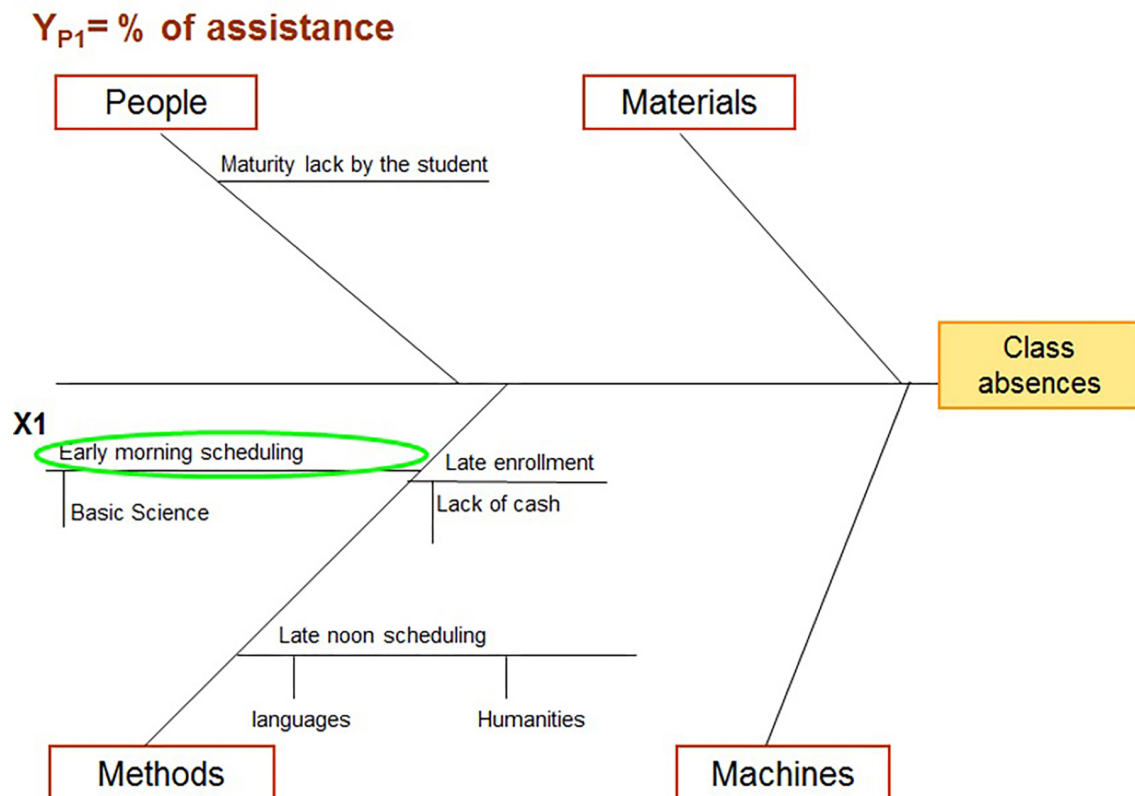 Y_P1= % of assistance
People
Materials
Maturity lack by the student
Class
absences
X1
Early morning scheduling
Late enrollment
Basic Science
Lack of cash
Late noon scheduling
languages
Humanities
Methods
Machines